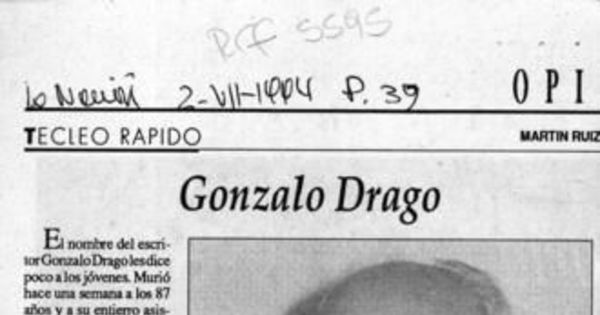 Ref 5595
La Nación 2-VII-1994 P. 39
OPI
TECLEO RAPIDO
MARTIN RUIZ
Gonzalo Drago
El nombre del escri-
tor Gonzalo Drago les dice
poco a los jóvenes. Murió
hace una semana a los 87
años y a su entierro asis-